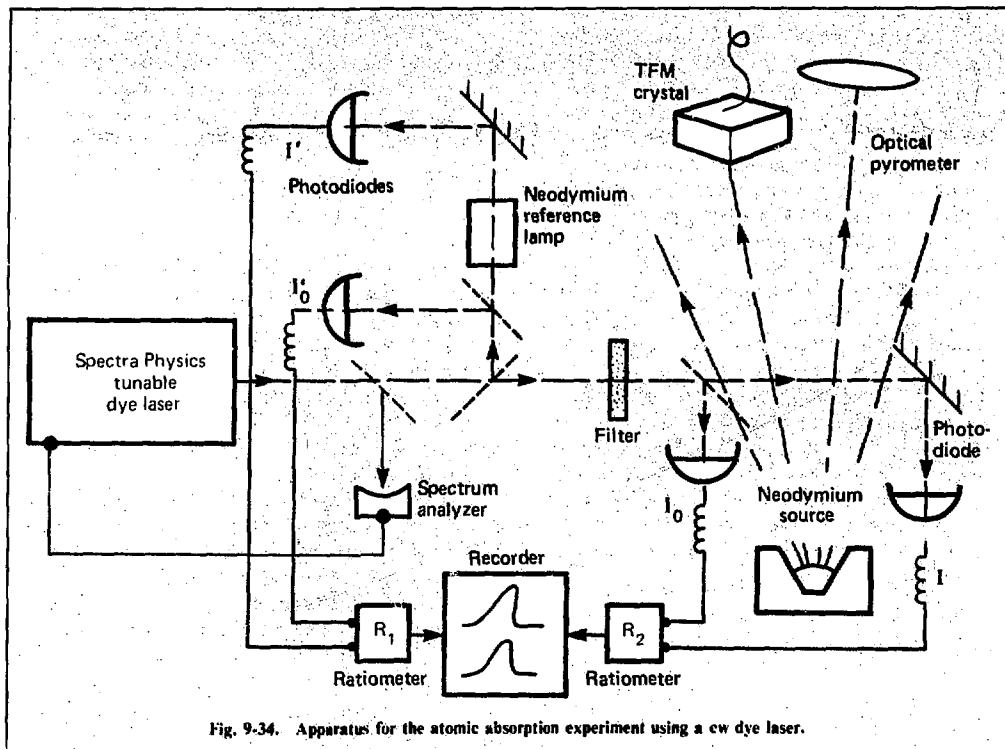 TFM
crystal
Optical
pyrometer
I'
Photodiodes
Neodymium
reference
lamp
I'₀
Spectra Physics
tunable
dye laser
Filter
Photo-
diode
Spectrum
analyzer
I₀
Neodymium
source
I
Recorder
R₁
R₂
Ratiometer
Ratiometer
Fig. 9-34. Apparatus for the atomic absorption experiment using a cw dye laser.